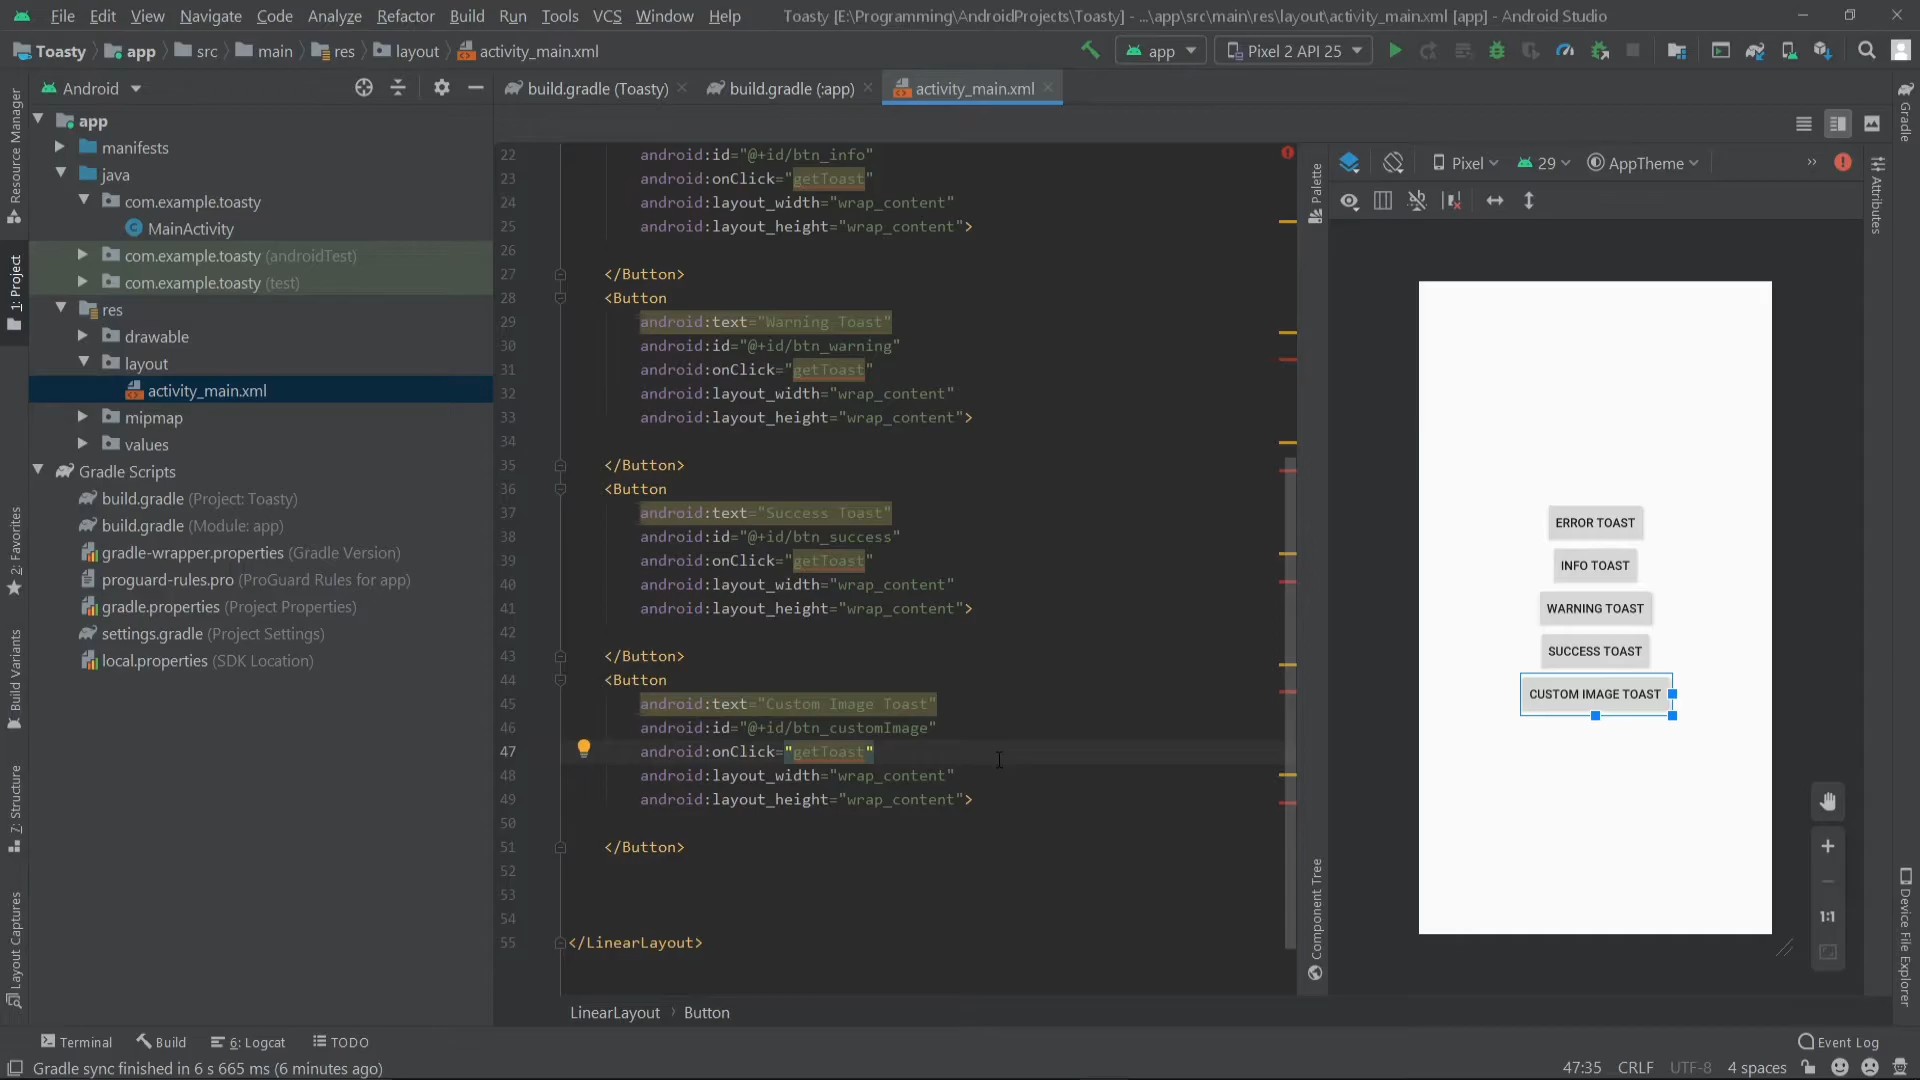 File Edit View Navigate Code Analyze Refactor Build Run Tools VCS Window Help Toasty [E:\Programming\AndroidProjects\Toasty] - ...\app\src\main\res\layout\activity_main.xml [app] - Android Studio
Toasty app src main res layout activity_main.xml app Pixel 2 API 25
Android build.gradle (Toasty) build.gradle (:app) activity_main.xml
Resource Manager
1: Project
2: Favorites
Build Variants
7: Structure
Layout Captures
app
manifests
java
com.example.toasty
MainActivity
com.example.toasty (androidTest)
com.example.toasty (test)
res
drawable
layout
activity_main.xml
mipmap
values
Gradle Scripts
build.gradle (Project: Toasty)
build.gradle (Module: app)
gradle-wrapper.properties (Gradle Version)
proguard-rules.pro (ProGuard Rules for app)
gradle.properties (Project Properties)
settings.gradle (Project Settings)
local.properties (SDK Location)
22 android:id="@+id/btn_info"
23 android:onClick="getToast"
24 android:layout_width="wrap_content"
25 android:layout_height="wrap_content">
26
27 </Button>
28 <Button
29 android:text="Warning Toast"
30 android:id="@+id/btn_warning"
31 android:onClick="getToast"
32 android:layout_width="wrap_content"
33 android:layout_height="wrap_content">
34
35 </Button>
36 <Button
37 android:text="Success Toast"
38 android:id="@+id/btn_success"
39 android:onClick="getToast"
40 android:layout_width="wrap_content"
41 android:layout_height="wrap_content">
42
43 </Button>
44 <Button
45 android:text="Custom Image Toast"
46 android:id="@+id/btn_customImage"
47 android:onClick="getToast"
48 android:layout_width="wrap_content"
49 android:layout_height="wrap_content">
50
51 </Button>
52
53
54
55 </LinearLayout>
LinearLayout › Button
Palette
Component Tree
Pixel 29 AppTheme »
ERROR TOAST
INFO TOAST
WARNING TOAST
SUCCESS TOAST
CUSTOM IMAGE TOAST
1:1
Gradle
Attributes
Device File Explorer
Terminal Build 6: Logcat TODO Event Log
Gradle sync finished in 6 s 665 ms (6 minutes ago) 47:35 CRLF UTF-8 4 spaces